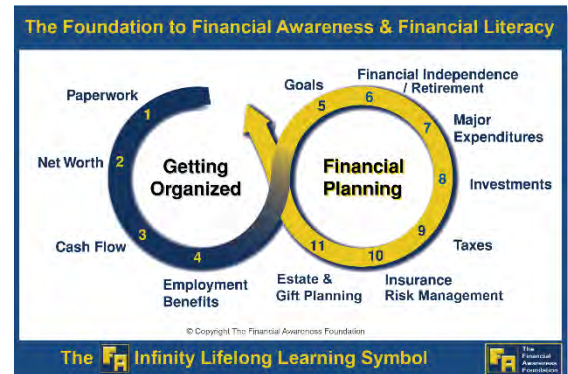 The Foundation to Financial Awareness & Financial Literacy
Paperwork
1
Net Worth
2
Cash Flow
3
4
Employment
Benefits
Getting
Organized
Goals
5
Financial Independence
/ Retirement
6
7
Major
Expenditures
8
Investments
9
Taxes
10
Insurance
Risk Management
11
Estate &
Gift Planning
Financial
Planning
© Copyright The Financial Awareness Foundation
The FA Infinity Lifelong Learning Symbol
FA
The
Financial
Awareness
Foundation